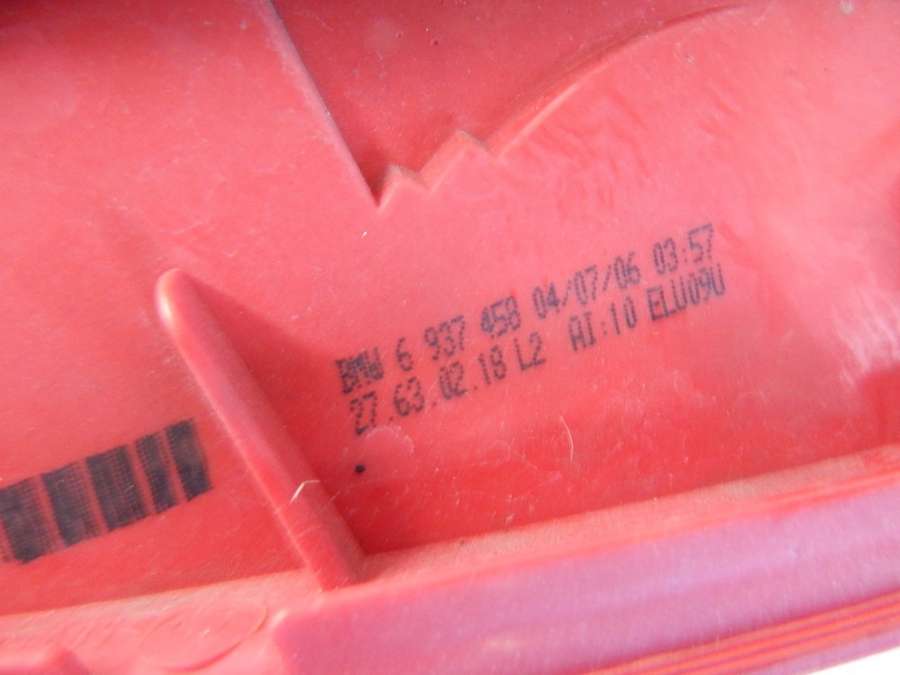 BMW 6 937 458 04/07/06 03:57
27.63.02.18 L2 AI:10 ELU09U